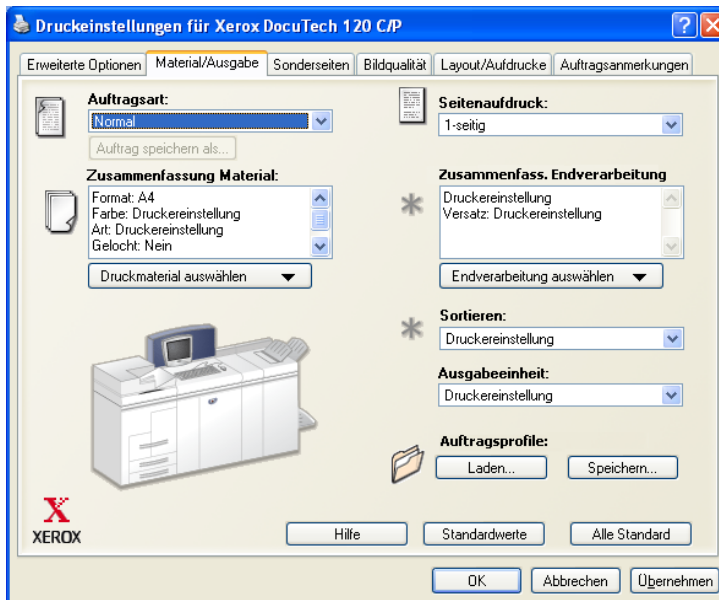 Druckeinstellungen für Xerox DocuTech 120 C/P
Erweiterte Optionen
Material/Ausgabe
Sonderseiten
Bildqualität
Layout/Aufdrucke
Auftragsanmerkungen
Auftragsart:
Normal
Auftrag speichern als...
Zusammenfassung Material:
Format: A4
Farbe: Druckereinstellung
Art: Druckereinstellung
Gelocht: Nein
Druckmaterial auswählen
Seitenaufdruck:
1-seitig
Zusammenfass. Endverarbeitung
Druckereinstellung
Versatz: Druckereinstellung
Endverarbeitung auswählen
Sortieren:
Druckereinstellung
Ausgabeeinheit:
Druckereinstellung
Auftragsprofile:
Laden...
Speichern...
X
XEROX
Hilfe
Standardwerte
Alle Standard
OK
Abbrechen
Übernehmen